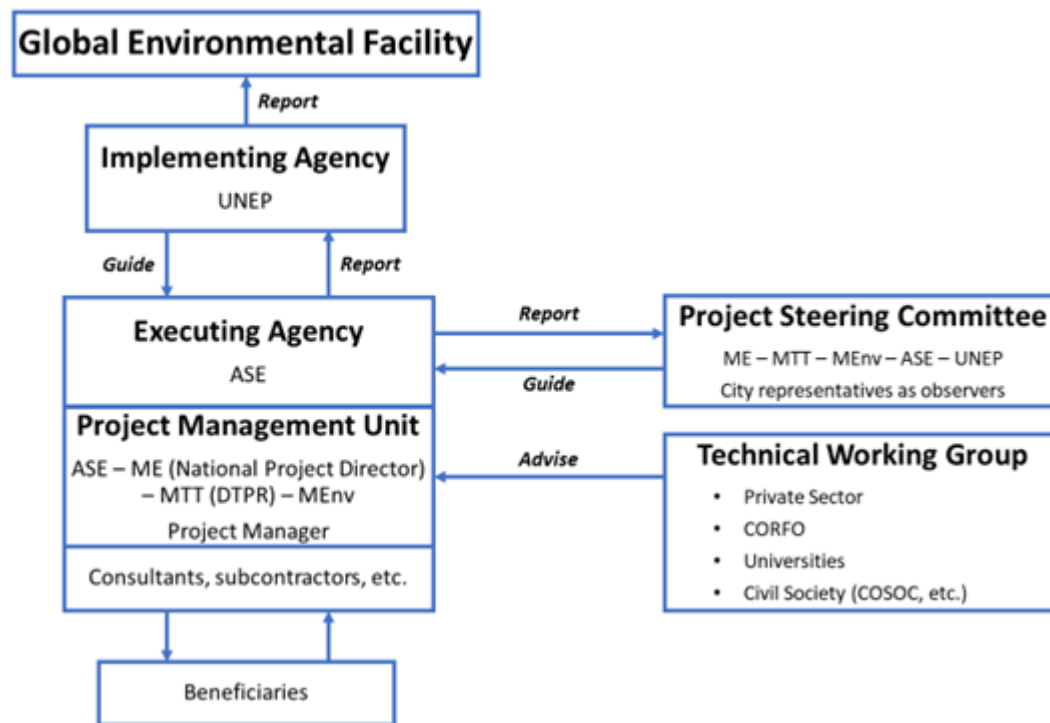 Global Environmental Facility
Report
Implementing Agency
UNEP
Guide
Report
Executing Agency
ASE
Report
Guide
Project Steering Committee
ME – MTT – MEnv – ASE – UNEP
City representatives as observers
Project Management Unit
ASE – ME (National Project Director)
– MTT (DTPR) – MEnv
Project Manager
Advise
Technical Working Group
• Private Sector
• CORFO
• Universities
• Civil Society (COSOC, etc.)
Consultants, subcontractors, etc.
Beneficiaries